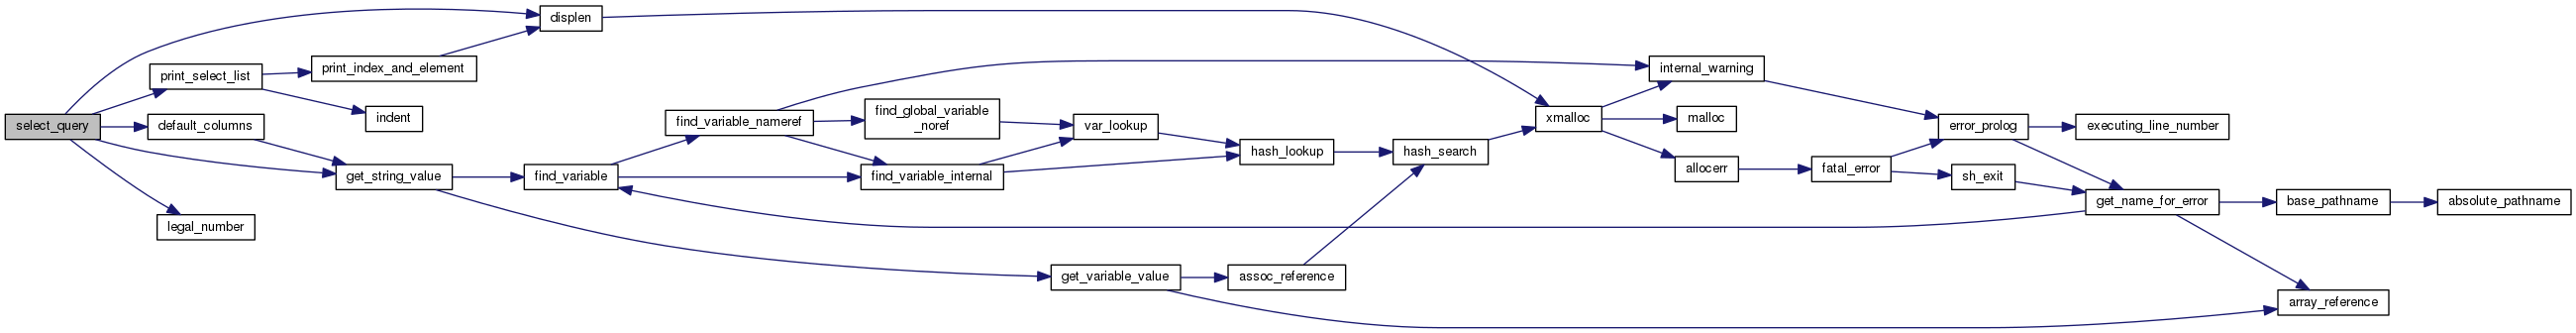 select_query
displen
print_select_list
print_index_and_element
indent
default_columns
get_string_value
legal_number
find_variable
find_variable_nameref
find_global_variable
_noref
find_variable_internal
var_lookup
hash_lookup
hash_search
get_variable_value
assoc_reference
xmalloc
internal_warning
malloc
allocerr
fatal_error
error_prolog
sh_exit
executing_line_number
get_name_for_error
base_pathname
absolute_pathname
array_reference